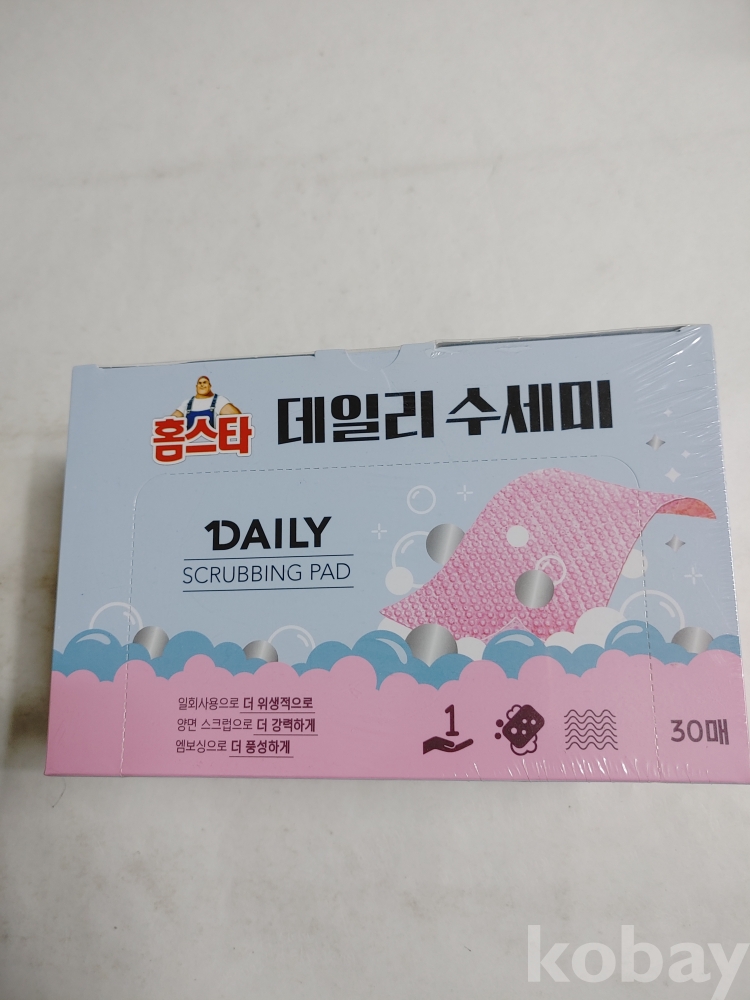 홈스타 데일리 수세미
1DAILY
SCRUBBING PAD
일회사용으로 더 위생적으로
양면 스크럽으로 더 강력하게
엠보싱으로 더 풍성하게
1
30매
kobay